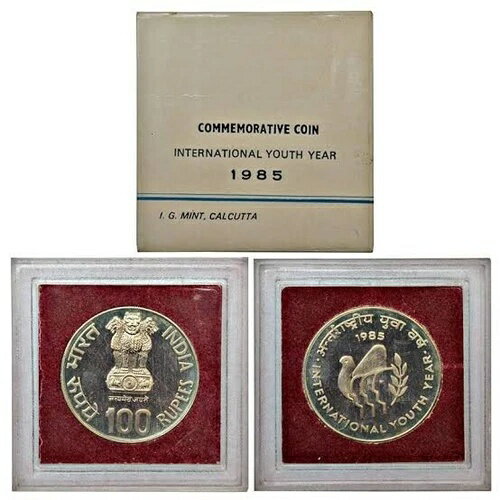 COMMEMORATIVE COIN
INTERNATIONAL YOUTH YEAR
1985
I. G. MINT, CALCUTTA
भारत
INDIA
सत्यमेव जयते
रुपये
100
RUPEES
अन्तर्राष्ट्रीय युवा वर्ष
1985
INTERNATIONAL YOUTH YEAR